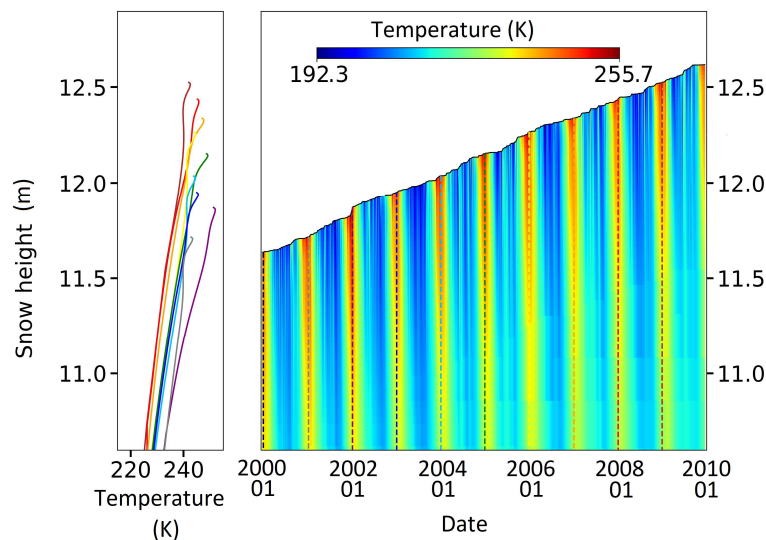 Temperature (K)
192.3 255.7
Snow height (m)
12.5
12.0
11.5
11.0
12.5
12.0
11.5
11.0
220 240
Temperature
(K)
2000 2002 2004 2006 2008 2010
01 01 01 01 01 01
Date